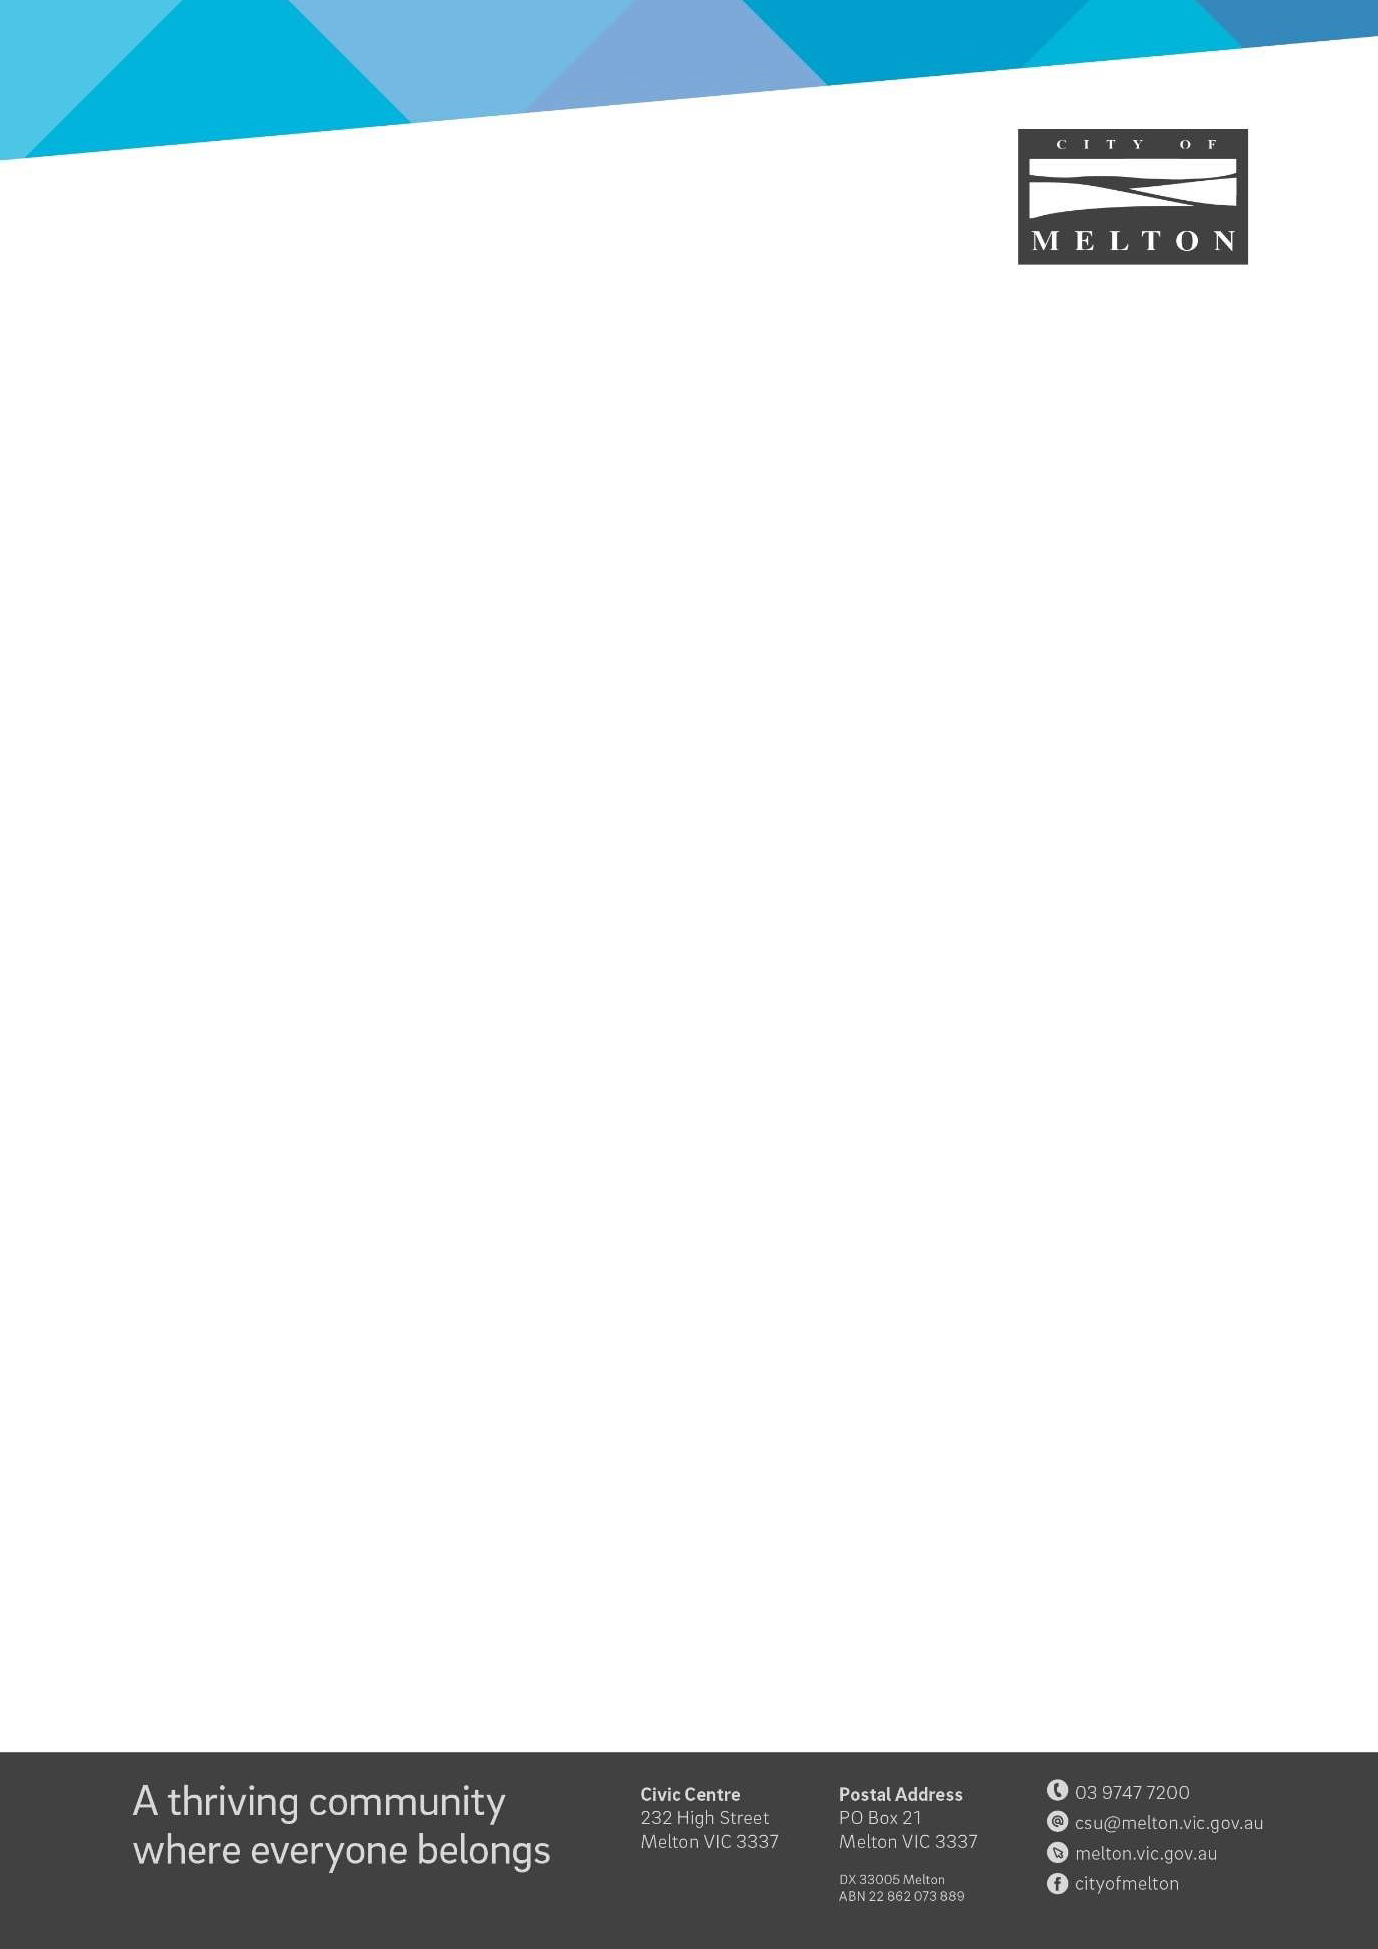 CITY OF
MELTON
A thriving community
where everyone belongs
Civic Centre
232 High Street
Melton VIC 3337
Postal Address
PO Box 21
Melton VIC 3337
DX 33005 Melton
ABN 22 862 073 889
03 9747 7200
csu@melton.vic.gov.au
melton.vic.gov.au
cityofmelton